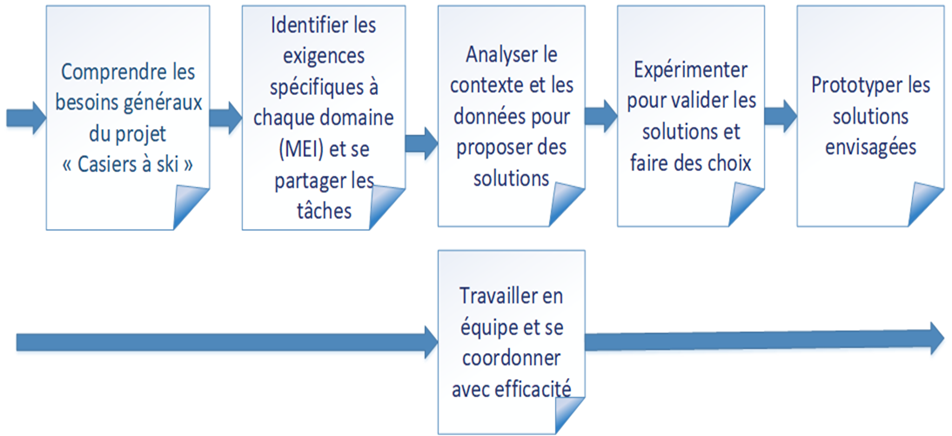 Comprendre les
besoins généraux
du projet
« Casiers à ski »
Identifier les
exigences
spécifiques à
chaque domaine
(MEI) et se
partager les
tâches
Analyser le
contexte et les
données pour
proposer des
solutions
Expérimenter
pour valider les
solutions et
faire des choix
Prototyper les
solutions
envisagées
Travailler en
équipe et se
coordonner
avec efficacité